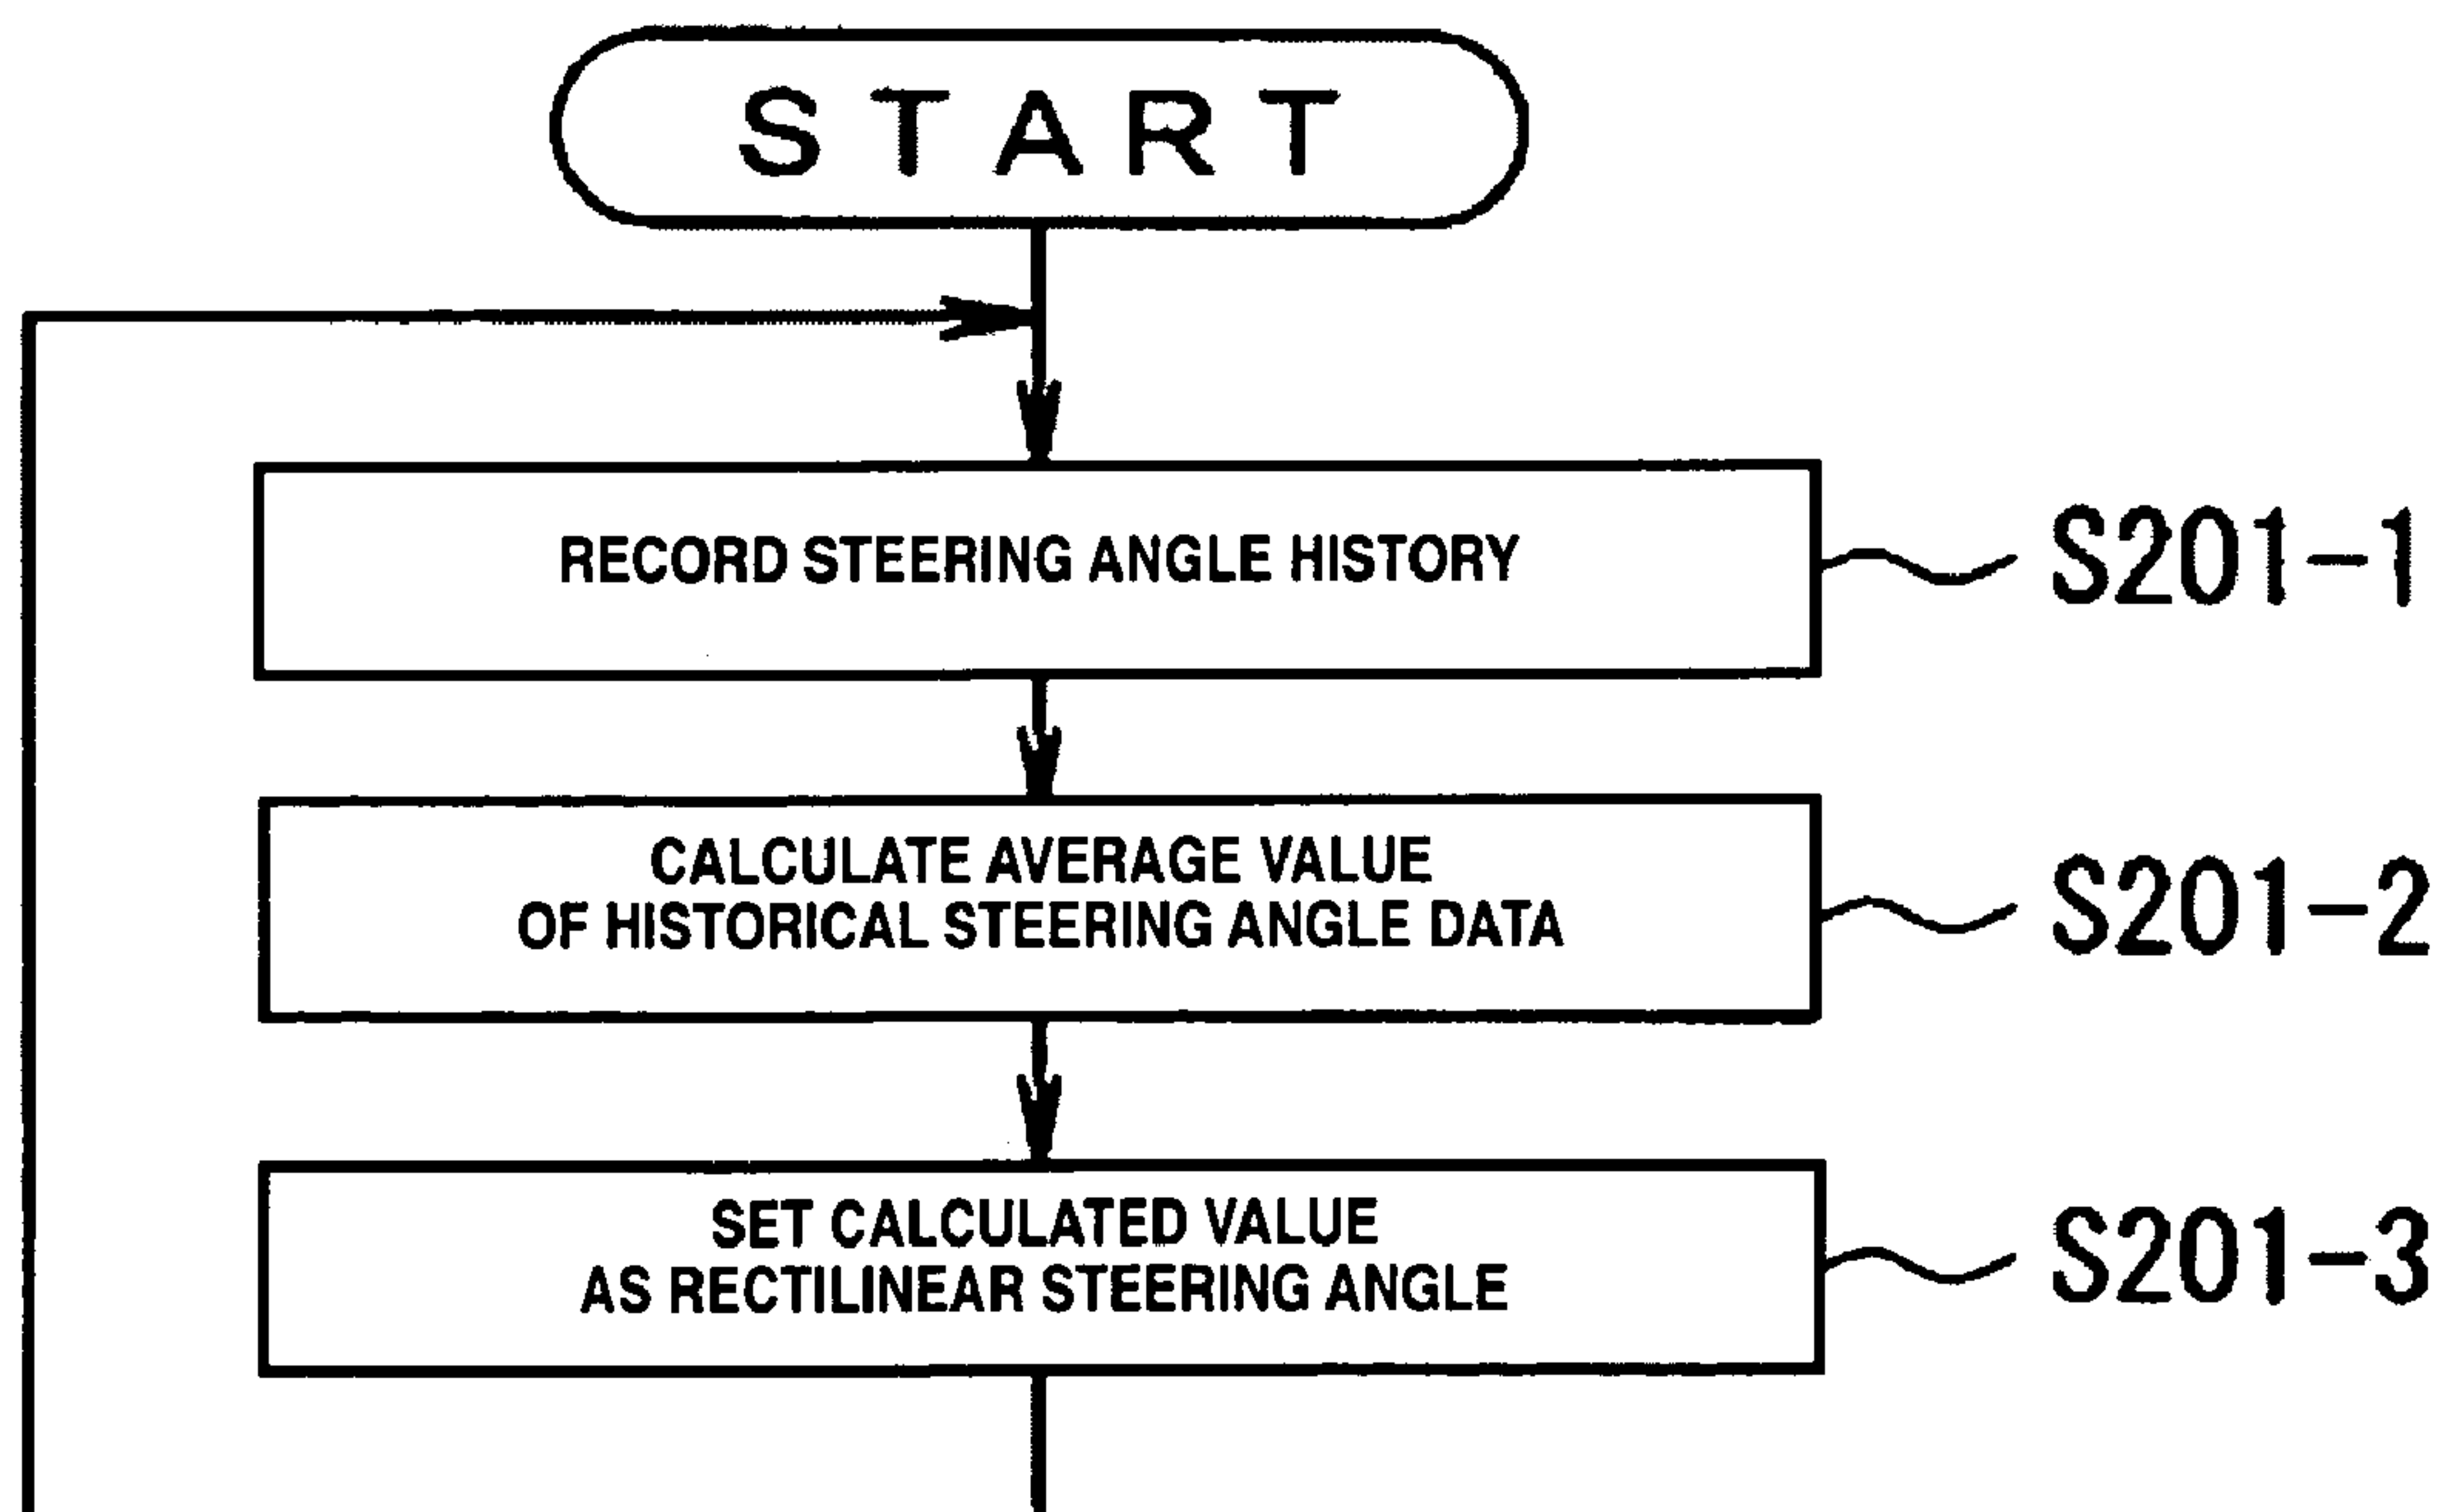 START
RECORD STEERING ANGLE HISTORY
S201-1
CALCULATE AVERAGE VALUE
OF HISTORICAL STEERING ANGLE DATA
S201-2
SET CALCULATED VALUE
AS RECTILINEAR STEERING ANGLE
S201-3